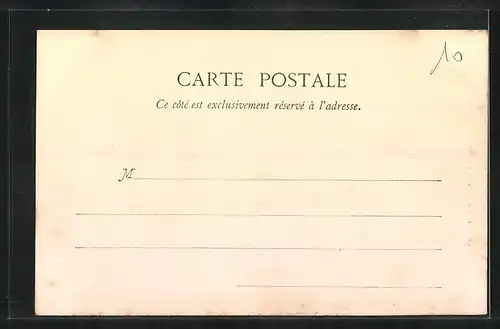 10
CARTE POSTALE
Ce côté est exclusivement réservé à l'adresse.
M